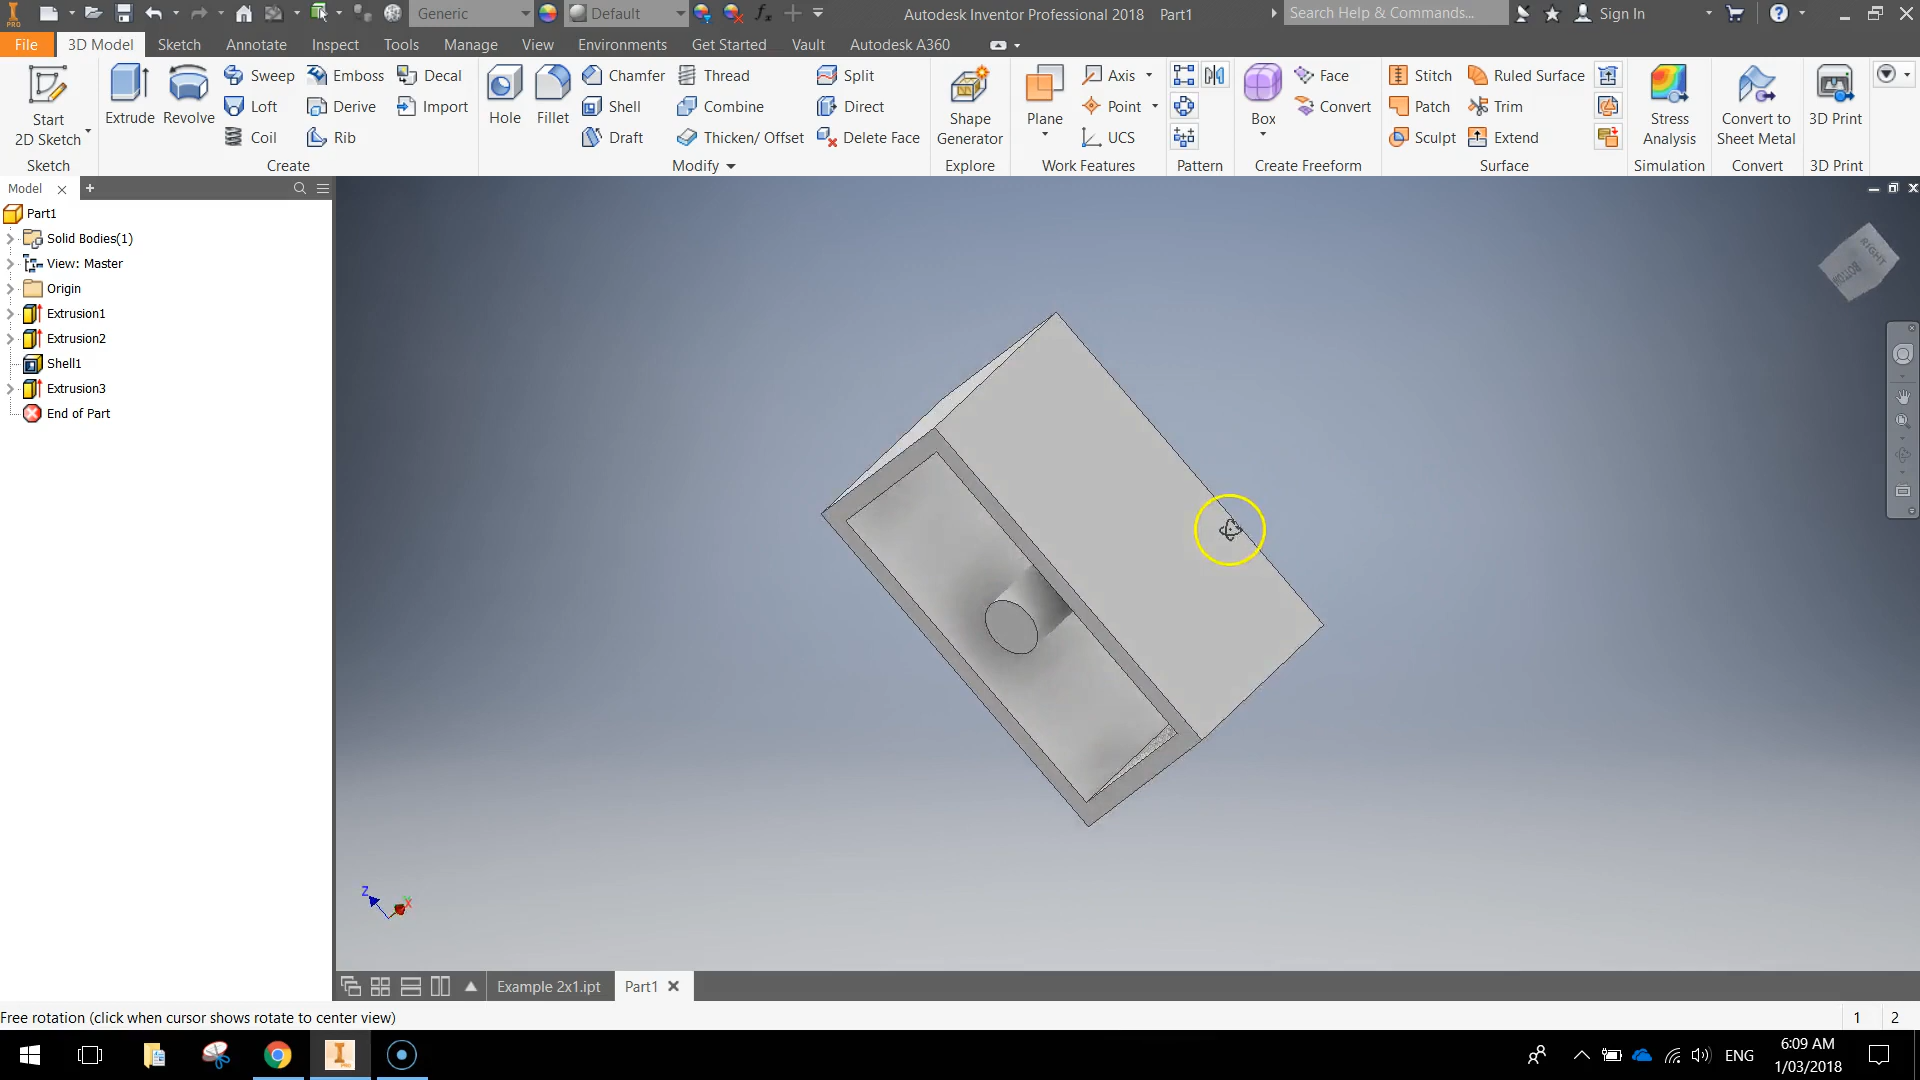 PRO Generic Default Autodesk Inventor Professional 2018 Part1 Search Help & Commands... Sign In
File 3D Model Sketch Annotate Inspect Tools Manage View Environments Get Started Vault Autodesk A360
Start 2D Sketch
Extrude
Revolve
Sweep Emboss Decal
Loft Derive Import
Coil Rib
Hole
Fillet
Chamfer Thread Split
Shell Combine Direct
Draft Thicken/ Offset Delete Face
Shape Generator
Plane
Axis
Point
UCS
Box
Face
Convert
Stitch Ruled Surface
Patch Trim
Sculpt Extend
Stress Analysis
Convert to Sheet Metal
3D Print
Sketch Create Modify Explore Work Features Pattern Create Freeform Surface Simulation Convert 3D Print
Model
Part1
Solid Bodies(1)
View: Master
Origin
Extrusion1
Extrusion2
Shell1
Extrusion3
End of Part
RIGHT
BOTTOM
Z
X
Example 2x1.ipt Part1
Free rotation (click when cursor shows rotate to center view) 1 2
PRO
ENG
6:09 AM
1/03/2018